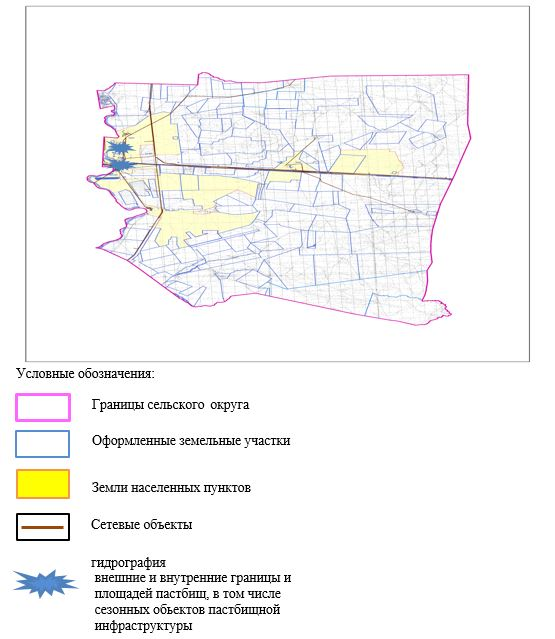 Условные обозначения:
Границы сельского округа
Оформленные земельные участки
Земли населенных пунктов
Сетевые объекты
гидрография
внешние и внутренние границы и
площадей пастбищ, в том числе
сезонных объектов пастбищной
инфраструктуры